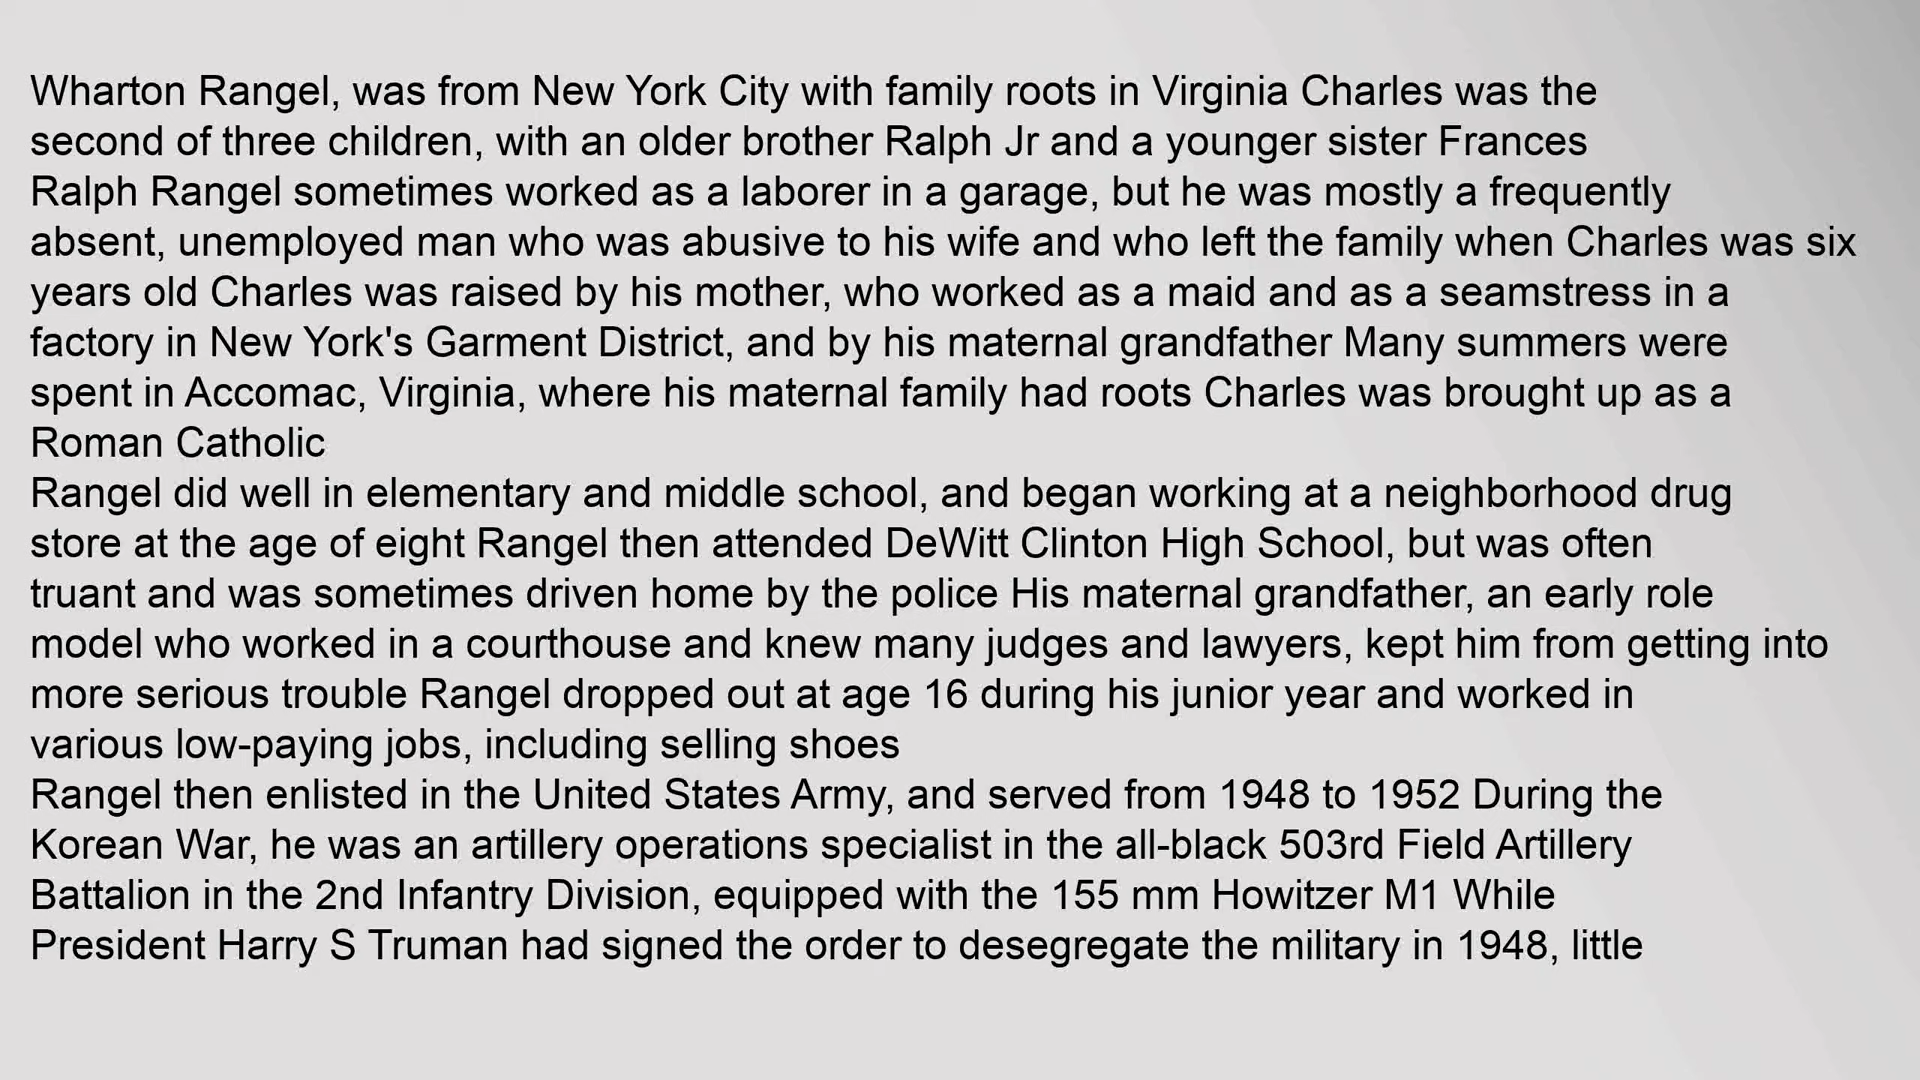 Wharton Rangel, was from New York City with family roots in Virginia Charles was the
second of three children, with an older brother Ralph Jr and a younger sister Frances
Ralph Rangel sometimes worked as a laborer in a garage, but he was mostly a frequently
absent, unemployed man who was abusive to his wife and who left the family when Charles was six
years old Charles was raised by his mother, who worked as a maid and as a seamstress in a
factory in New York's Garment District, and by his maternal grandfather Many summers were
spent in Accomac, Virginia, where his maternal family had roots Charles was brought up as a
Roman Catholic
Rangel did well in elementary and middle school, and began working at a neighborhood drug
store at the age of eight Rangel then attended DeWitt Clinton High School, but was often
truant and was sometimes driven home by the police His maternal grandfather, an early role
model who worked in a courthouse and knew many judges and lawyers, kept him from getting into
more serious trouble Rangel dropped out at age 16 during his junior year and worked in
various low-paying jobs, including selling shoes
Rangel then enlisted in the United States Army, and served from 1948 to 1952 During the
Korean War, he was an artillery operations specialist in the all-black 503rd Field Artillery
Battalion in the 2nd Infantry Division, equipped with the 155 mm Howitzer M1 While
President Harry S Truman had signed the order to desegregate the military in 1948, little